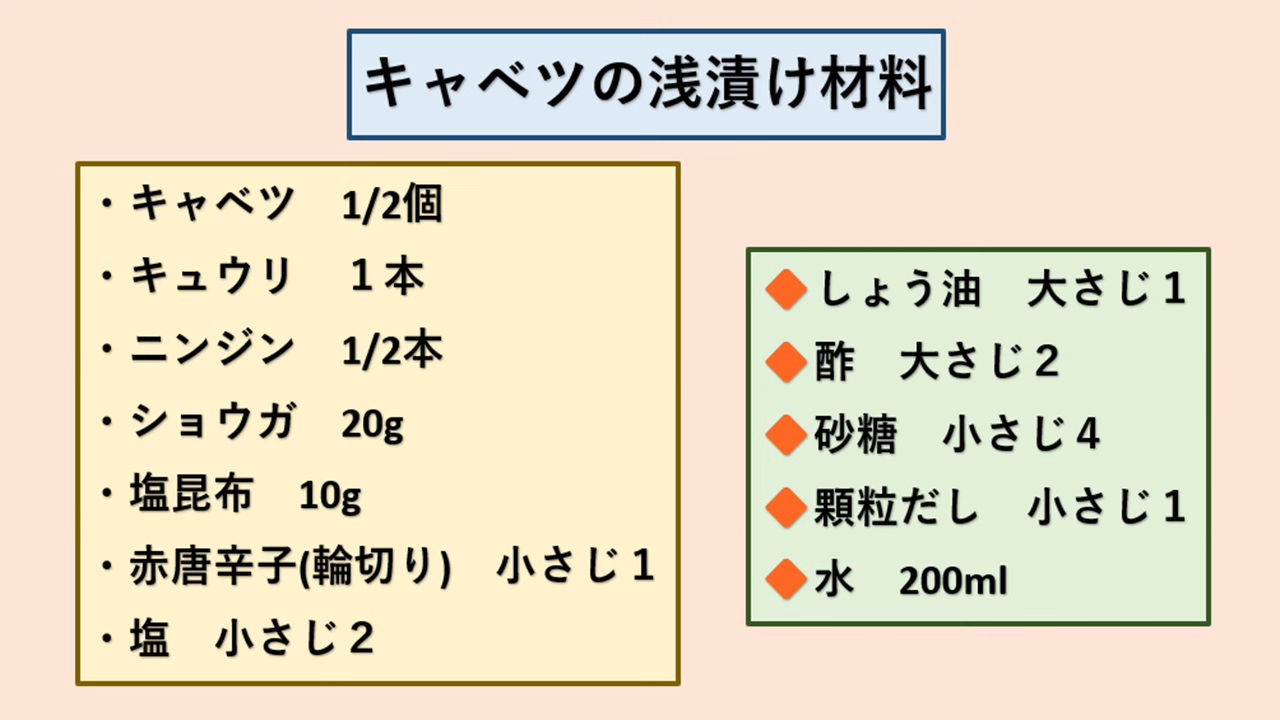 キャベツの浅漬け材料
・キャベツ　1/2個
・キュウリ　１本
・ニンジン　1/2本
・ショウガ　20g
・塩昆布　10g
・赤唐辛子(輪切り)　小さじ１
・塩　小さじ２
◆しょう油　大さじ１
◆酢　大さじ２
◆砂糖　小さじ４
◆顆粒だし　小さじ１
◆水　200ml